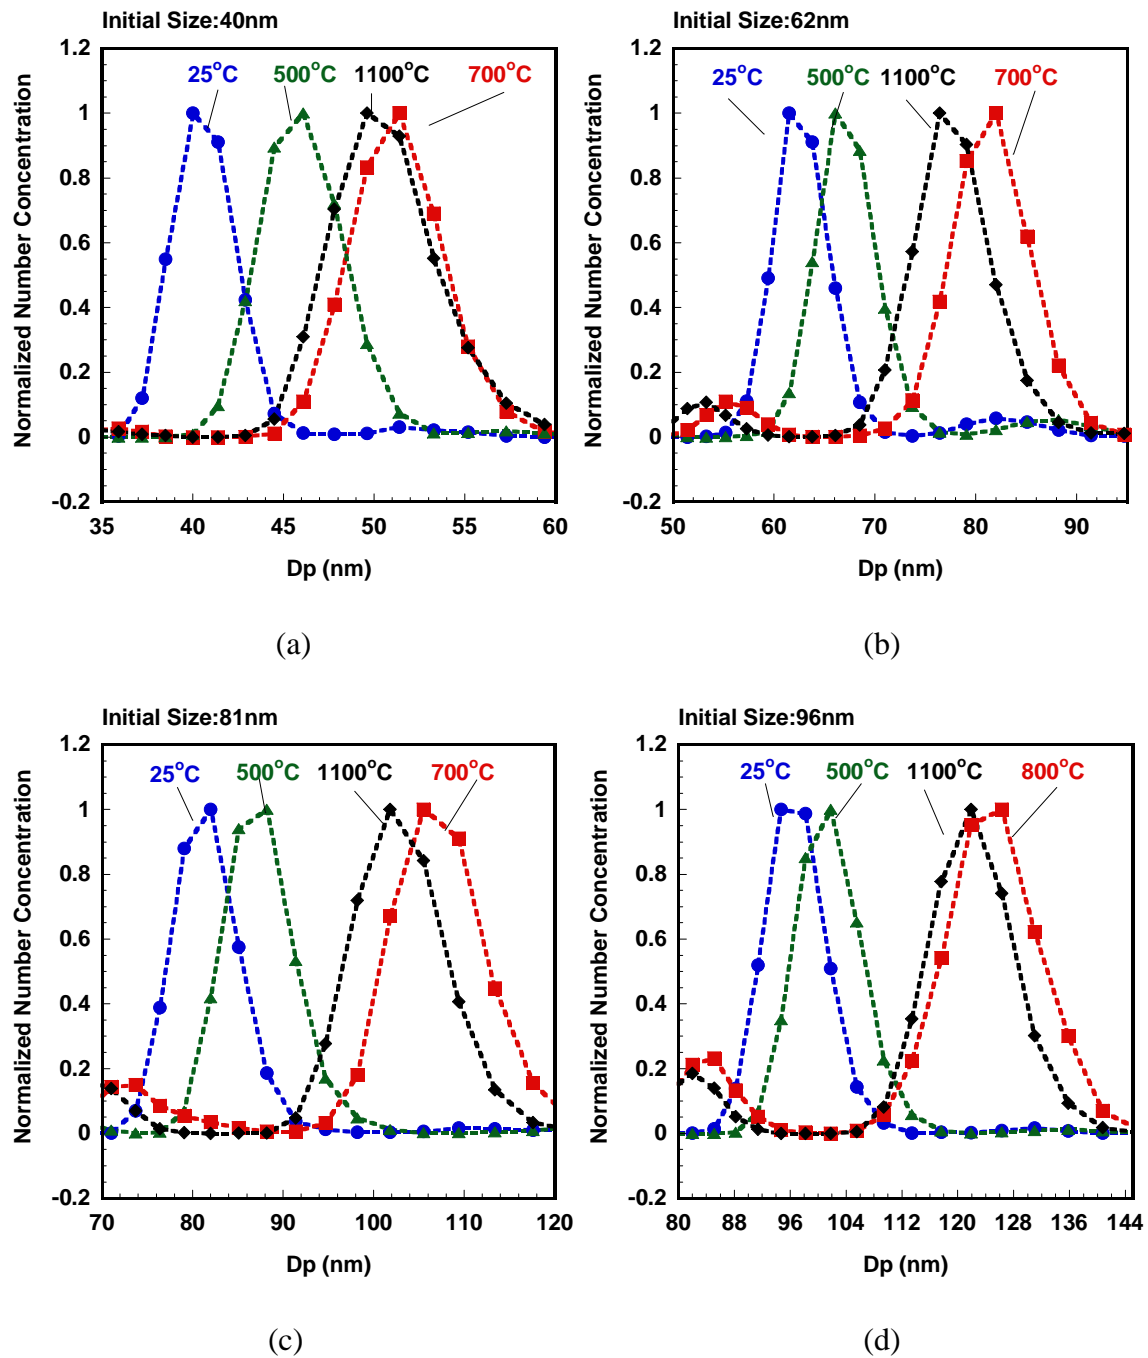 Initial Size:40nm
1.2
1
0.8
0.6
0.4
0.2
0
-0.2
Normalized Number Concentration
25°C
500°C
1100°C
700°C
35 40 45 50 55 60
Dp (nm)
(a)
Initial Size:62nm
1.2
1
0.8
0.6
0.4
0.2
0
-0.2
Normalized Number Concentration
25°C
500°C
1100°C
700°C
50 60 70 80 90
Dp (nm)
(b)
Initial Size:81nm
1.2
1
0.8
0.6
0.4
0.2
0
-0.2
Normalized Number Concentration
25°C
500°C
1100°C
700°C
70 80 90 100 110 120
Dp (nm)
(c)
Initial Size:96nm
1.2
1
0.8
0.6
0.4
0.2
0
-0.2
Normalized Number Concentration
25°C
500°C
1100°C
800°C
80 88 96 104 112 120 128 136 144
Dp (nm)
(d)